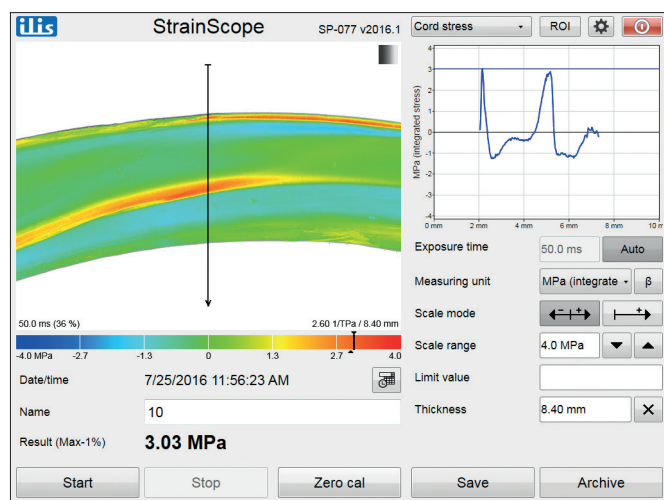 ilis StrainScope SP-077 v2016.1 Cord stress ROI
4
3
2
1
0
-1
-2
-3
-4
MPa (integrated stress)
0 mm 2 mm 4 mm 6 mm 8 mm 10 m
50.0 ms (36 %) 2.60 1/TPa / 8.40 mm
-4.0 MPa -2.7 -1.3 0 1.3 2.7 4.0
Date/time 7/25/2016 11:56:23 AM
Name 10
Result (Max-1%) 3.03 MPa
Exposure time 50.0 ms Auto
Measuring unit MPa (integrate β
Scale mode - + +
Scale range 4.0 MPa
Limit value
Thickness 8.40 mm
Start Stop Zero cal Save Archive